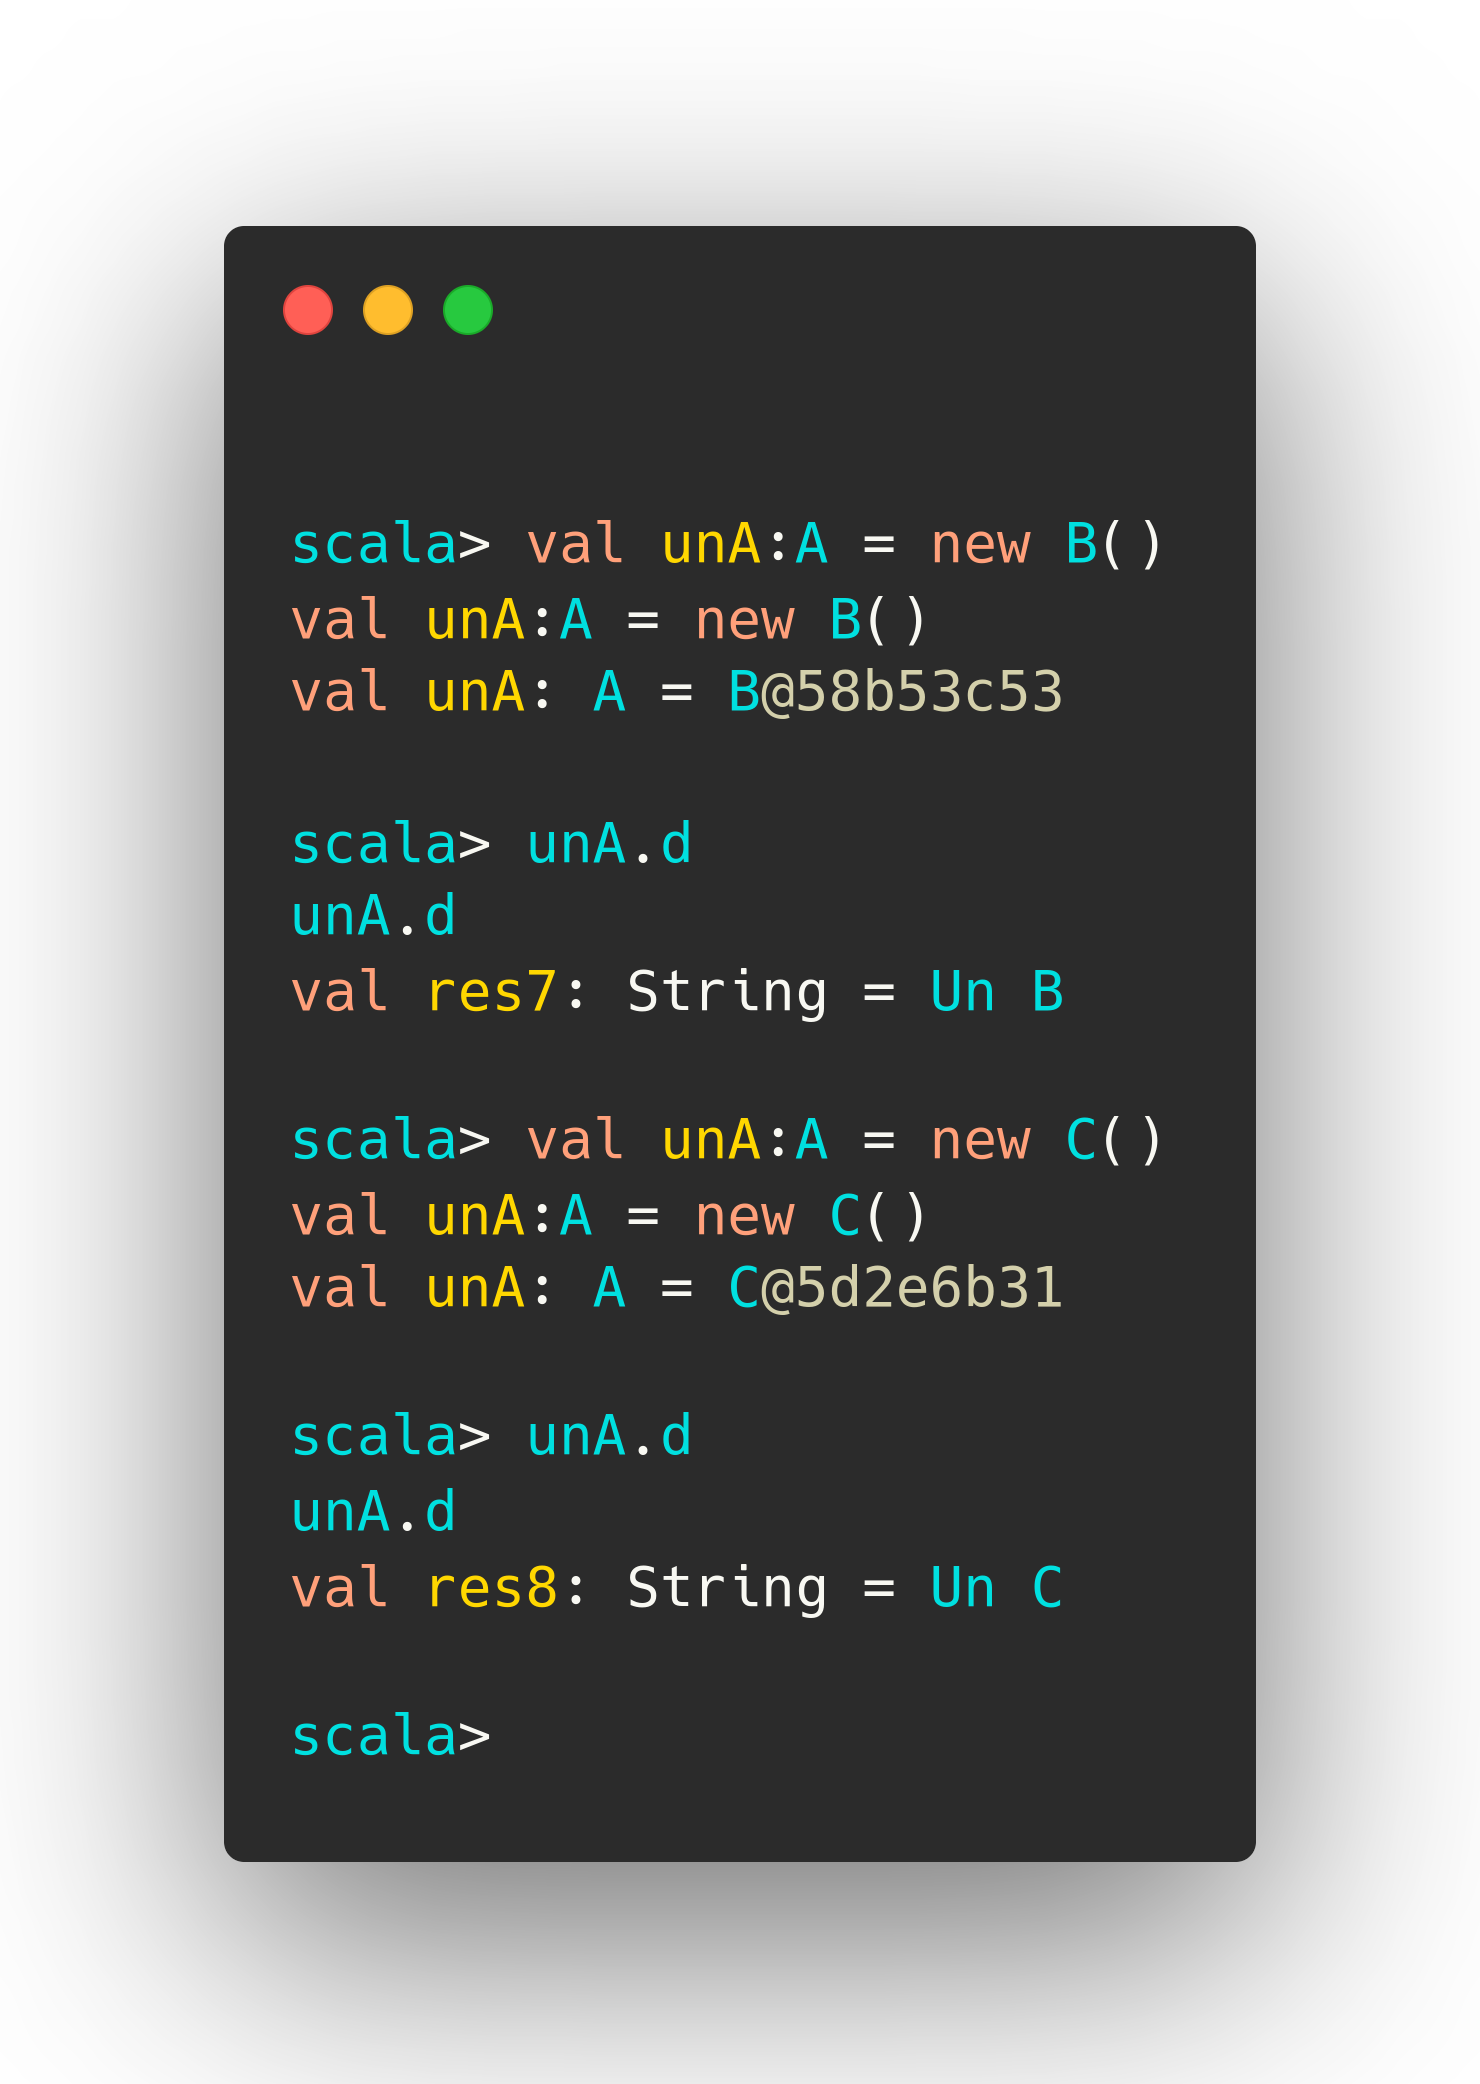 scala> val unA:A = new B()
val unA:A = new B()
val unA: A = B@58b53c53
scala> unA.d
unA.d
val res7: String = Un B
scala> val unA:A = new C()
val unA:A = new C()
val unA: A = C@5d2e6b31
scala> unA.d
unA.d
val res8: String = Un C
scala>